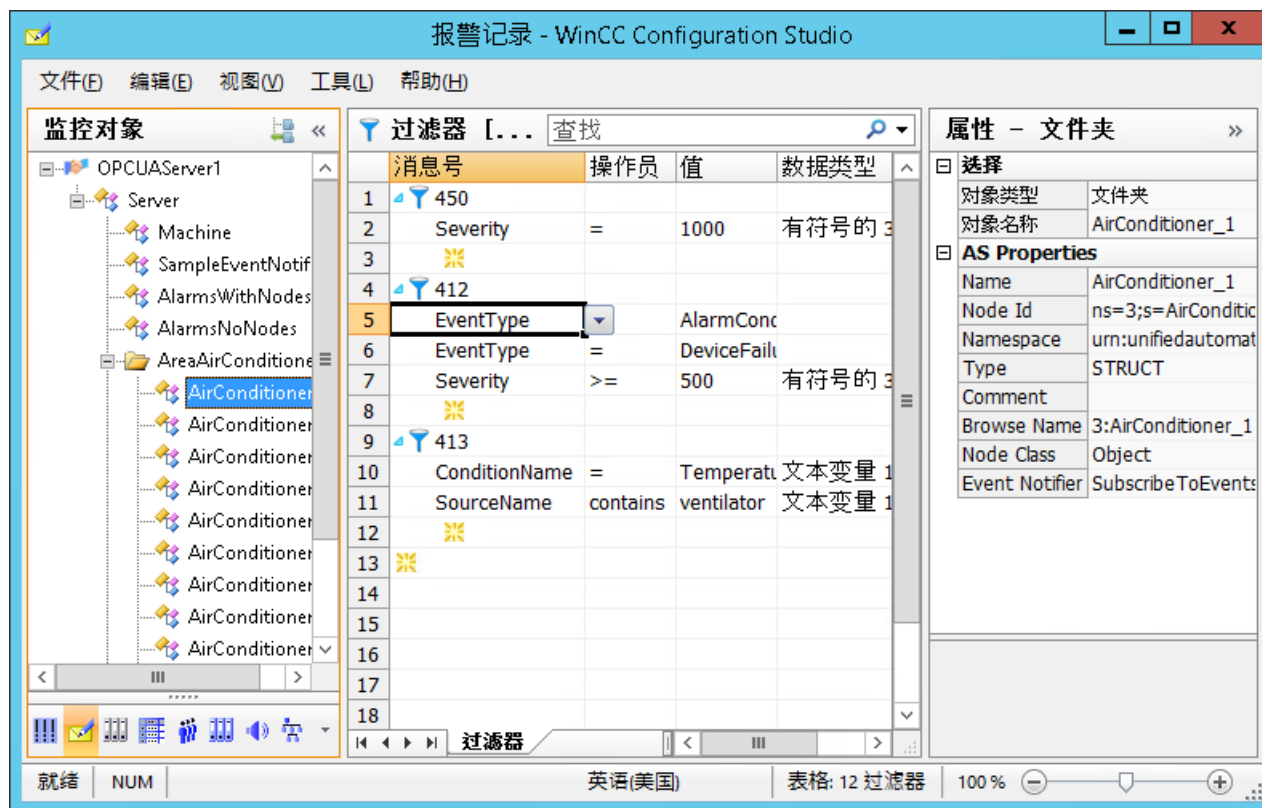 报警记录 - WinCC Configuration Studio
文件(F) 编辑(E) 视图(V) 工具(L) 帮助(H)
监控对象
OPCUAServer1
Server
Machine
SampleEventNotif
AlarmsWithNodes
AlarmsNoNodes
AreaAirConditione
AirConditioner
AirConditioner
AirConditioner
AirConditioner
AirConditioner
AirConditioner
AirConditioner
AirConditioner
AirConditioner
过滤器 [... 查找
消息号 操作员 值 数据类型
1 450
2 Severity = 1000 有符号的 3
3
4 412
5 EventType AlarmCond
6 EventType = DeviceFailu
7 Severity >= 500 有符号的 3
8
9 413
10 ConditionName = Temperatu 文本变量 1
11 SourceName contains ventilator 文本变量 1
12
13
14
15
16
17
18
过滤器
属性 - 文件夹
选择
对象类型 文件夹
对象名称 AirConditioner_1
AS Properties
Name AirConditioner_1
Node Id ns=3;s=AirConditic
Namespace urn:unifiedautomat
Type STRUCT
Comment
Browse Name 3:AirConditioner_1
Node Class Object
Event Notifier SubscribeToEvents
就绪 NUM 英语(美国) 表格: 12 过滤器 100 %